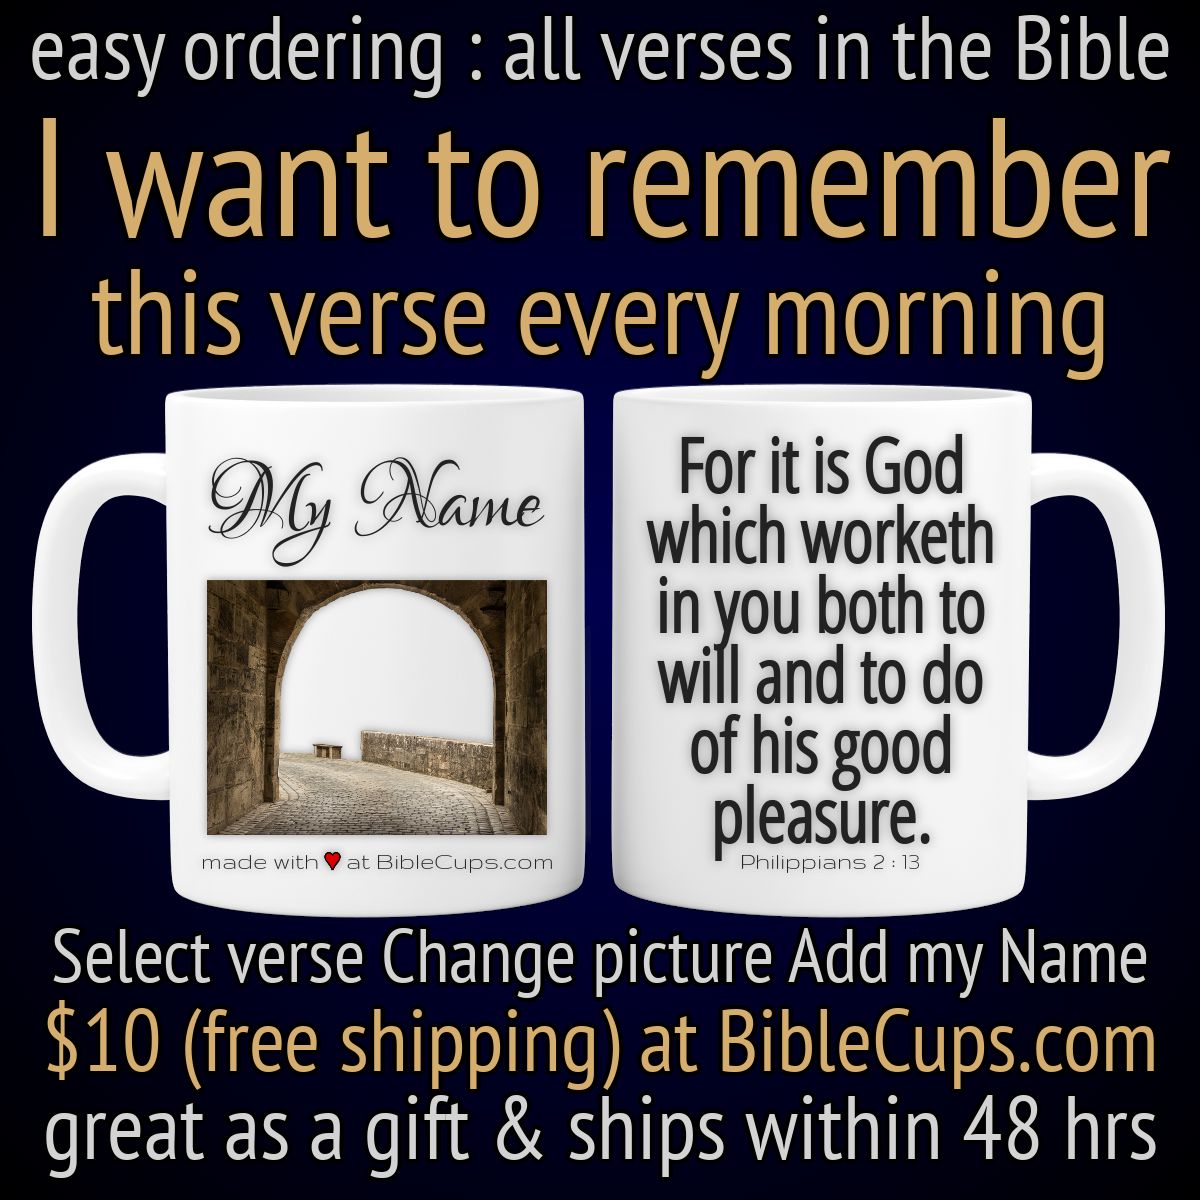 easy ordering : all verses in the Bible
I want to remember
this verse every morning
My Name
made with ♥ at BibleCups.com
For it is God
which worketh
in you both to
will and to do
of his good
pleasure.
Philippians 2 : 13
Select verse Change picture Add my Name
$10 (free shipping) at BibleCups.com
great as a gift & ships within 48 hrs